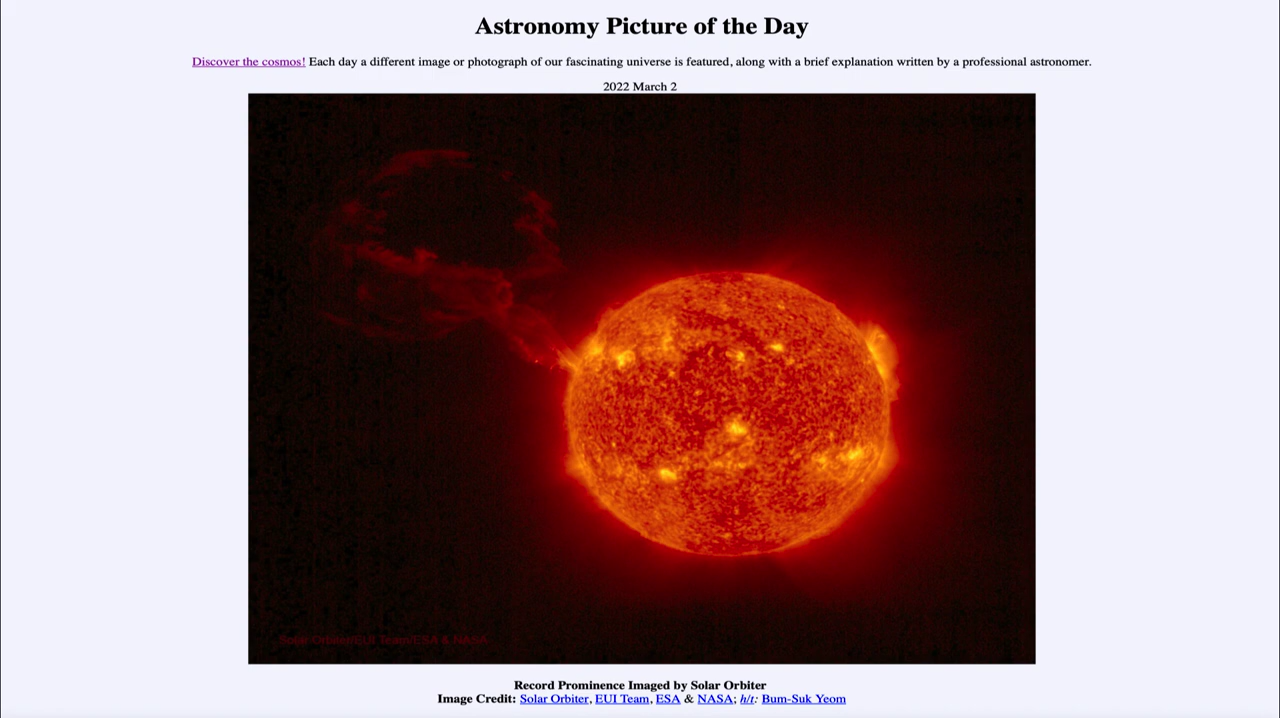 Astronomy Picture of the Day
Discover the cosmos! Each day a different image or photograph of our fascinating universe is featured, along with a brief explanation written by a professional astronomer.
2022 March 2
Solar Orbiter/EUI Team/ESA & NASA
Record Prominence Imaged by Solar Orbiter
Image Credit: Solar Orbiter, EUI Team, ESA & NASA; h/t: Bum-Suk Yeom